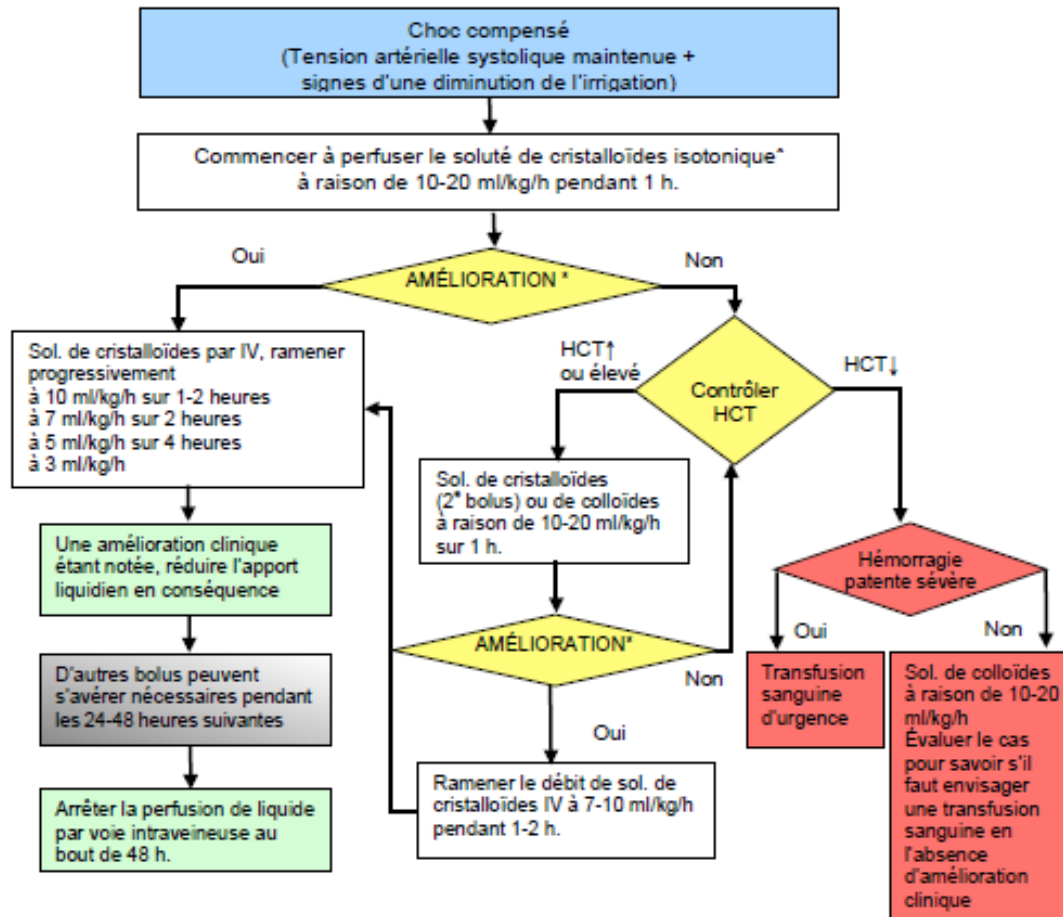 Choc compensé
(Tension artérielle systolique maintenue +
signes d'une diminution de l'irrigation)
Commencer à perfuser le soluté de cristalloïdes isotonique*
à raison de 10-20 ml/kg/h pendant 1 h.
Oui
AMÉLIORATION *
Non
Sol. de cristalloïdes par IV, ramener
progressivement
à 10 ml/kg/h sur 1-2 heures
à 7 ml/kg/h sur 2 heures
à 5 ml/kg/h sur 4 heures
à 3 ml/kg/h
HCT↑
ou élevé
Contrôler
HCT
HCT↓
Sol. de cristalloïdes
(2e bolus) ou de colloïdes
à raison de 10-20 ml/kg/h
sur 1 h.
Une amélioration clinique
étant notée, réduire l'apport
liquidien en conséquence
Hémorragie
patente sévère
AMÉLIORATION*
Non
Oui
Oui
Non
D'autres bolus peuvent
s'avérer nécessaires pendant
les 24-48 heures suivantes
Transfusion
sanguine
d'urgence
Sol. de colloïdes
à raison de 10-20
ml/kg/h
Évaluer le cas
pour savoir s'il
faut envisager
une transfusion
sanguine en
l'absence
d'amélioration
clinique
Ramener le débit de sol. de
cristalloïdes IV à 7-10 ml/kg/h
pendant 1-2 h.
Arrêter la perfusion de liquide
par voie intraveineuse au
bout de 48 h.